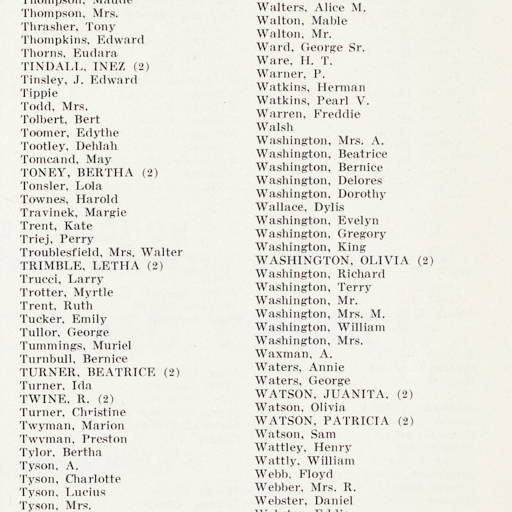 Thompson, Maude
Thompson, Mrs.
Thrasher, Tony
Thompkins, Edward
Thorns, Eudara
TINDALL, INEZ (2)
Tinsley, J. Edward
Tippie
Todd, Mrs.
Tolbert, Bert
Toomer, Edythe
Tootley, Dehlah
Tomcand, May
TONEY, BERTHA (2)
Tonsler, Lola
Townes, Harold
Travinek, Margie
Trent, Kate
Triej, Perry
Troublesfield, Mrs. Walter
TRIMBLE, LETHA (2)
Trucci, Larry
Trotter, Myrtle
Trent, Ruth
Tucker, Emily
Tullor, George
Tummings, Muriel
Turnbull, Bernice
TURNER, BEATRICE (2)
Turner, Ida
TWINE, R. (2)
Turner, Christine
Twyman, Marion
Twyman, Preston
Tylor, Bertha
Tyson, A.
Tyson, Charlotte
Tyson, Lucius
Tyson, Mrs.
Walters, Alice M.
Walton, Mable
Walton, Mr.
Ward, George Sr.
Ware, H. T.
Warner, P.
Watkins, Herman
Watkins, Pearl V.
Warren, Freddie
Walsh
Washington, Mrs. A.
Washington, Beatrice
Washington, Bernice
Washington, Delores
Washington, Dorothy
Wallace, Dylis
Washington, Evelyn
Washington, Gregory
Washington, King
WASHINGTON, OLIVIA (2)
Washington, Richard
Washington, Terry
Washington, Mr.
Washington, Mrs. M.
Washington, William
Washington, Mrs.
Waxman, A.
Waters, Annie
Waters, George
WATSON, JUANITA, (2)
Watson, Olivia
WATSON, PATRICIA (2)
Watson, Sam
Wattley, Henry
Wattly, William
Webb, Floyd
Webber, Mrs. R.
Webster, Daniel